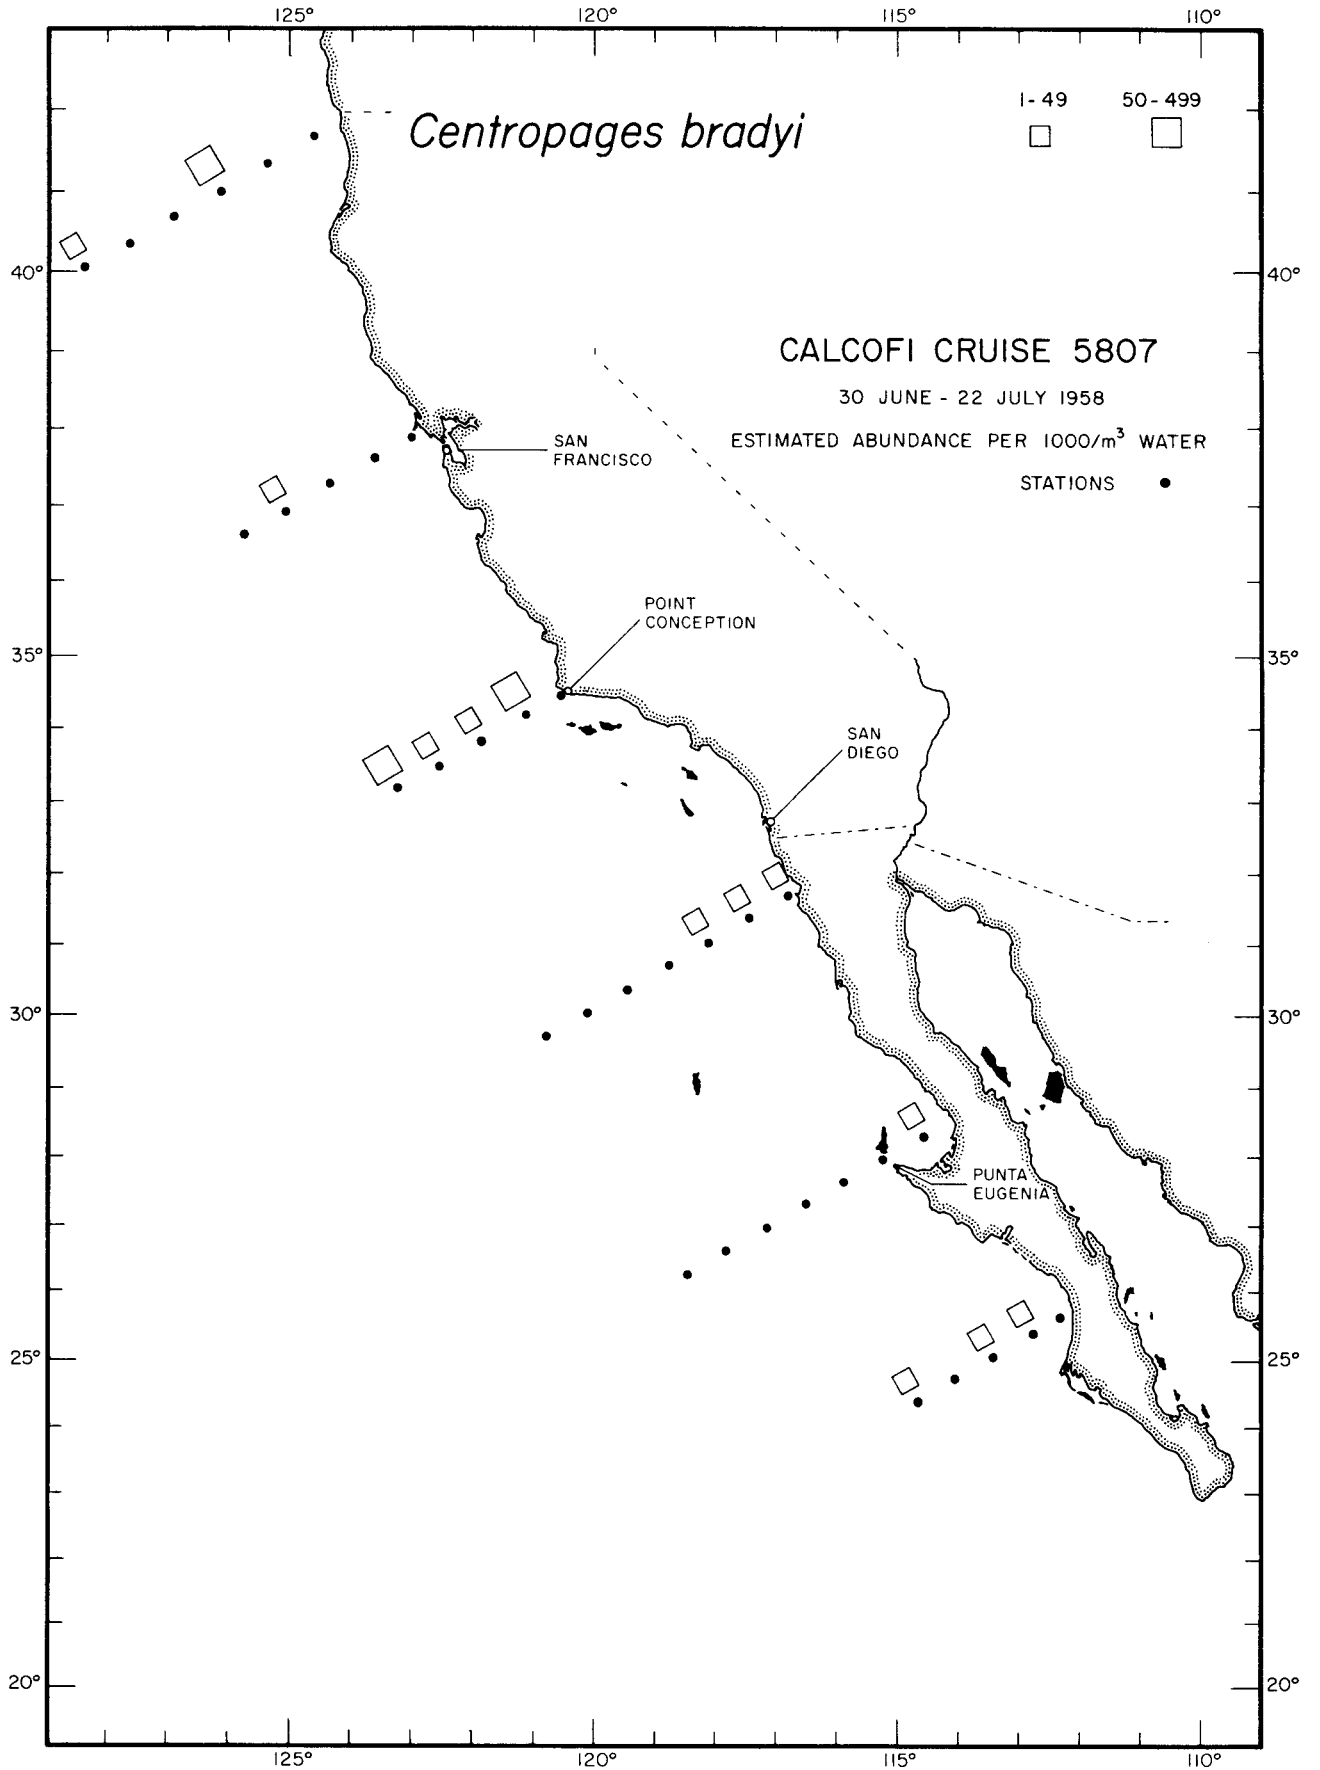 125° 120° 115° 110°
1-49 50-499
Centropages bradyi
40° 40°
CALCOFI CRUISE 5807
30 JUNE - 22 JULY 1958
ESTIMATED ABUNDANCE PER 1000/m³ WATER
STATIONS
SAN
FRANCISCO
POINT
CONCEPTION
35° 35°
SAN
DIEGO
30° 30°
PUNTA
EUGENIA
25° 25°
20° 20°
125° 120° 115° 110°